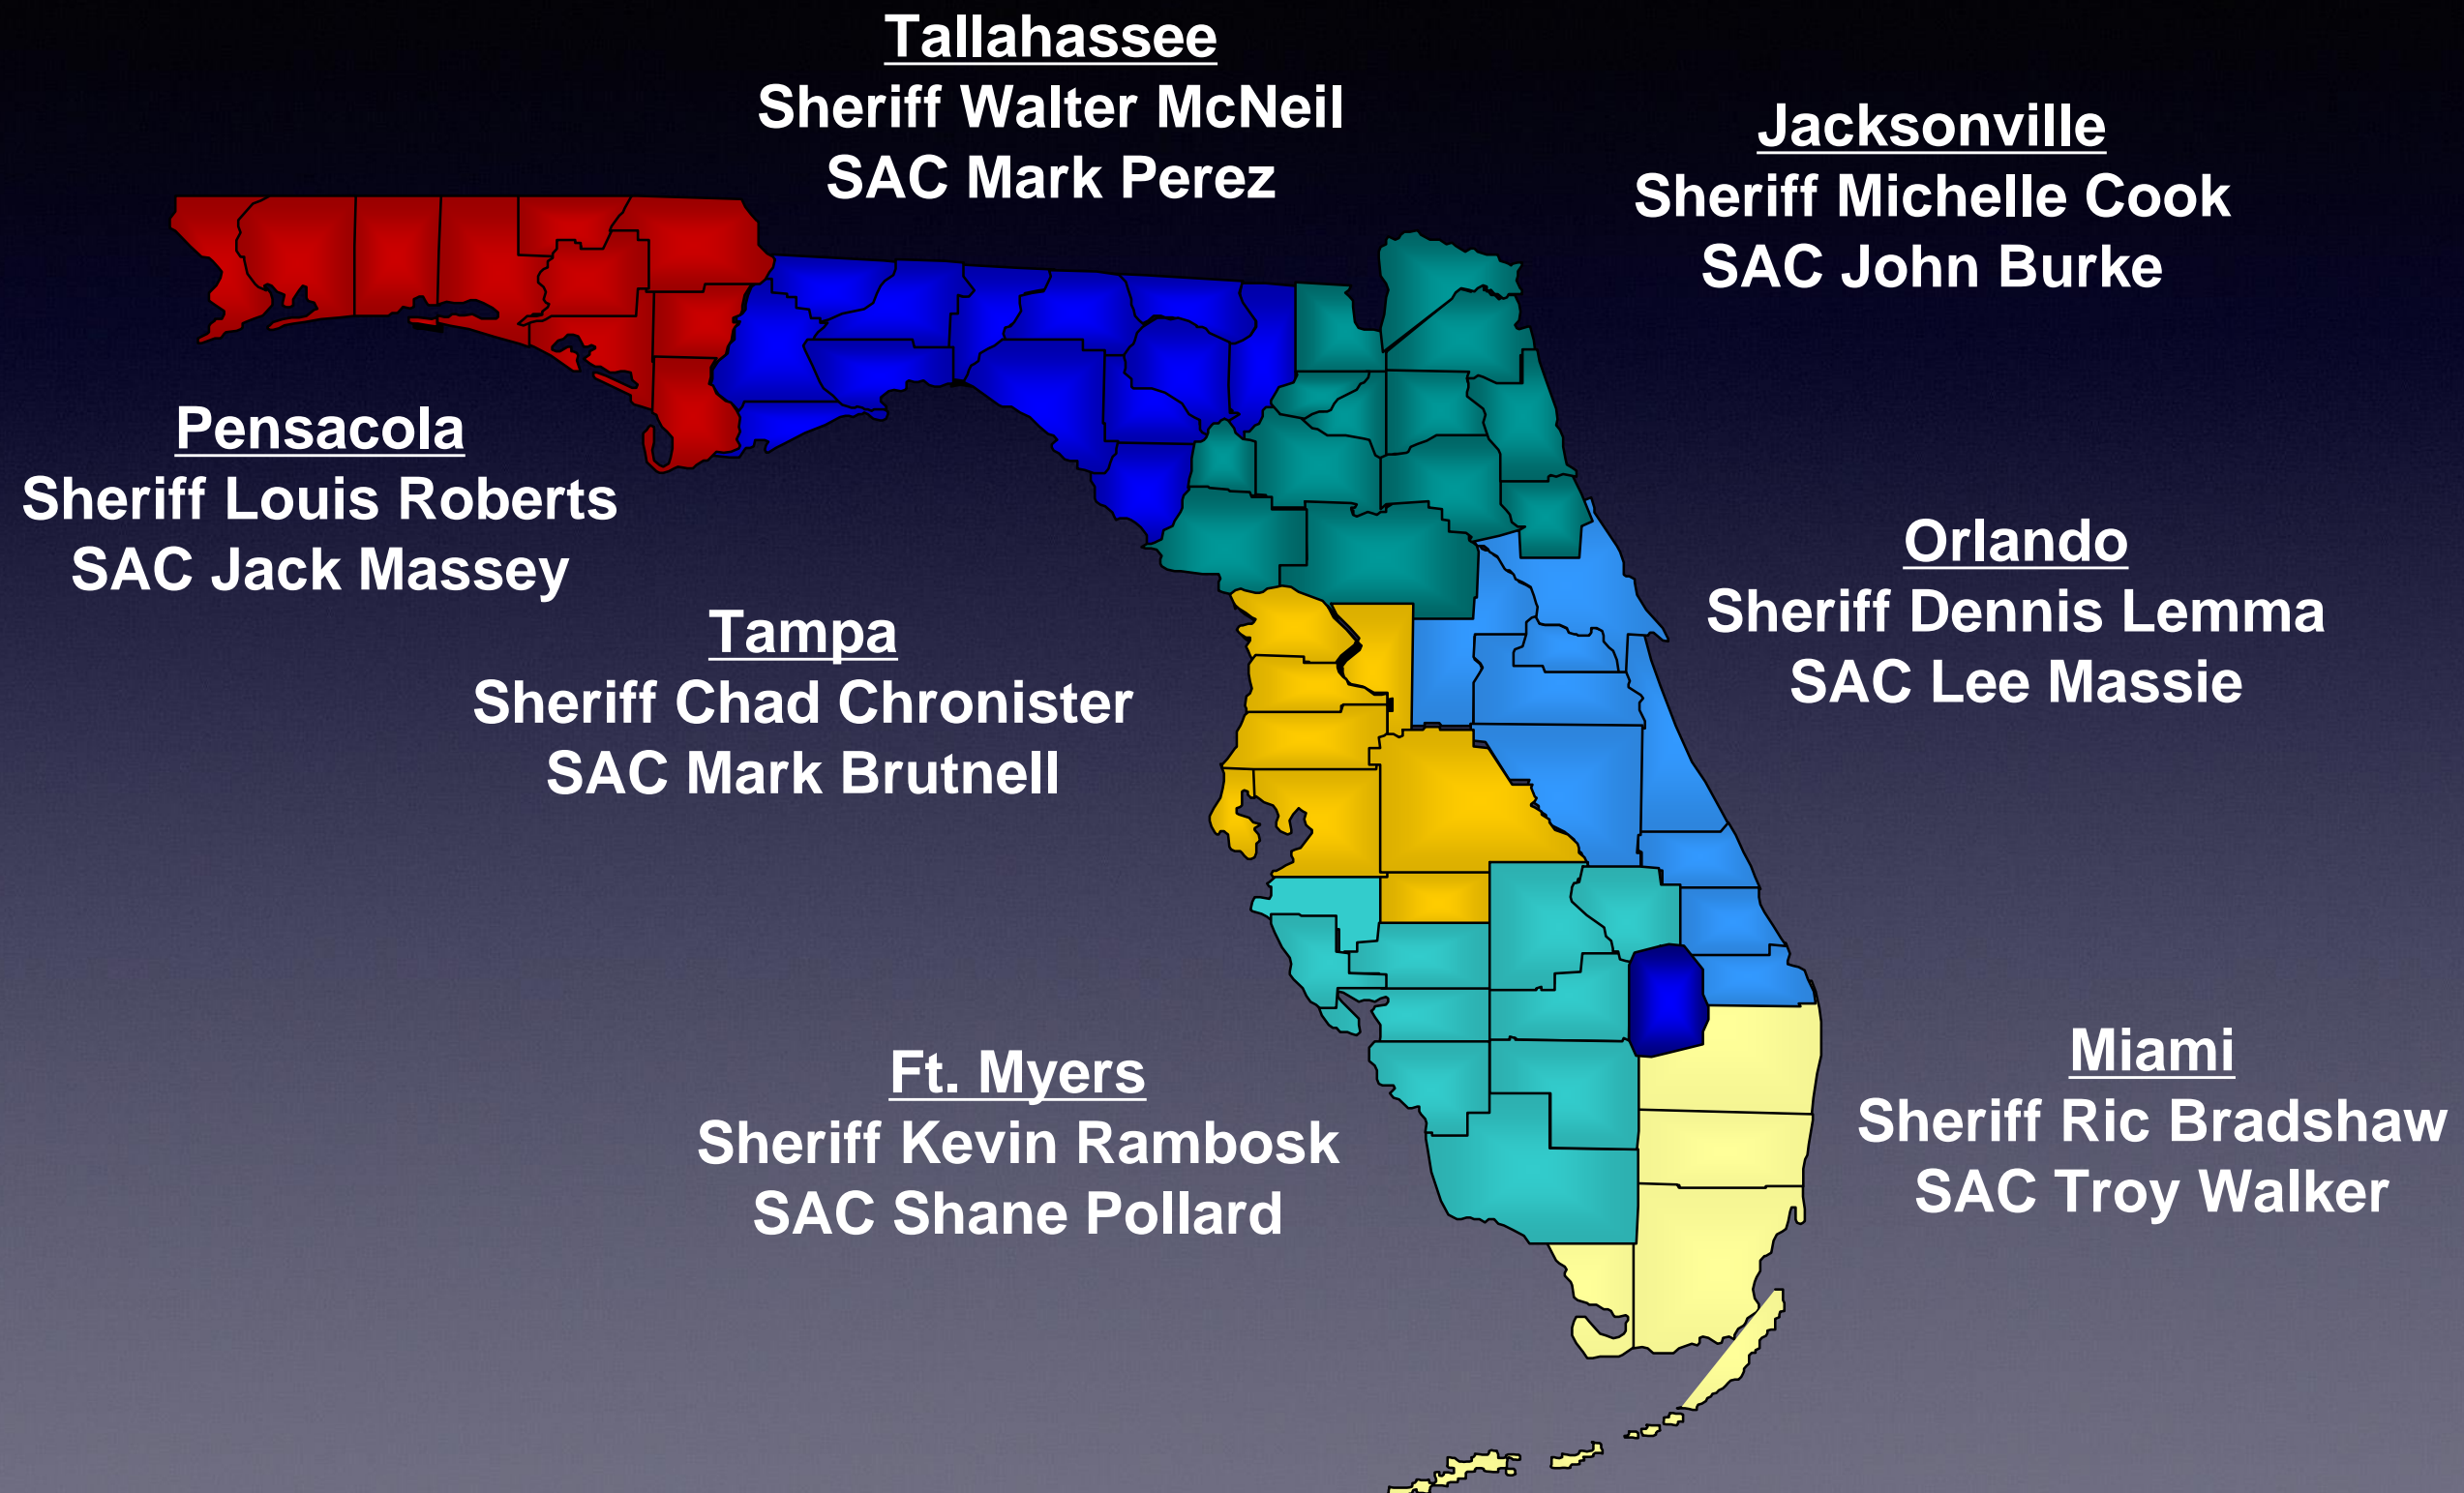 Tallahassee
Sheriff Walter McNeil
SAC Mark Perez
Jacksonville
Sheriff Michelle Cook
SAC John Burke
Pensacola
Sheriff Louis Roberts
SAC Jack Massey
Orlando
Sheriff Dennis Lemma
SAC Lee Massie
Tampa
Sheriff Chad Chronister
SAC Mark Brutnell
Ft. Myers
Sheriff Kevin Rambosk
SAC Shane Pollard
Miami
Sheriff Ric Bradshaw
SAC Troy Walker